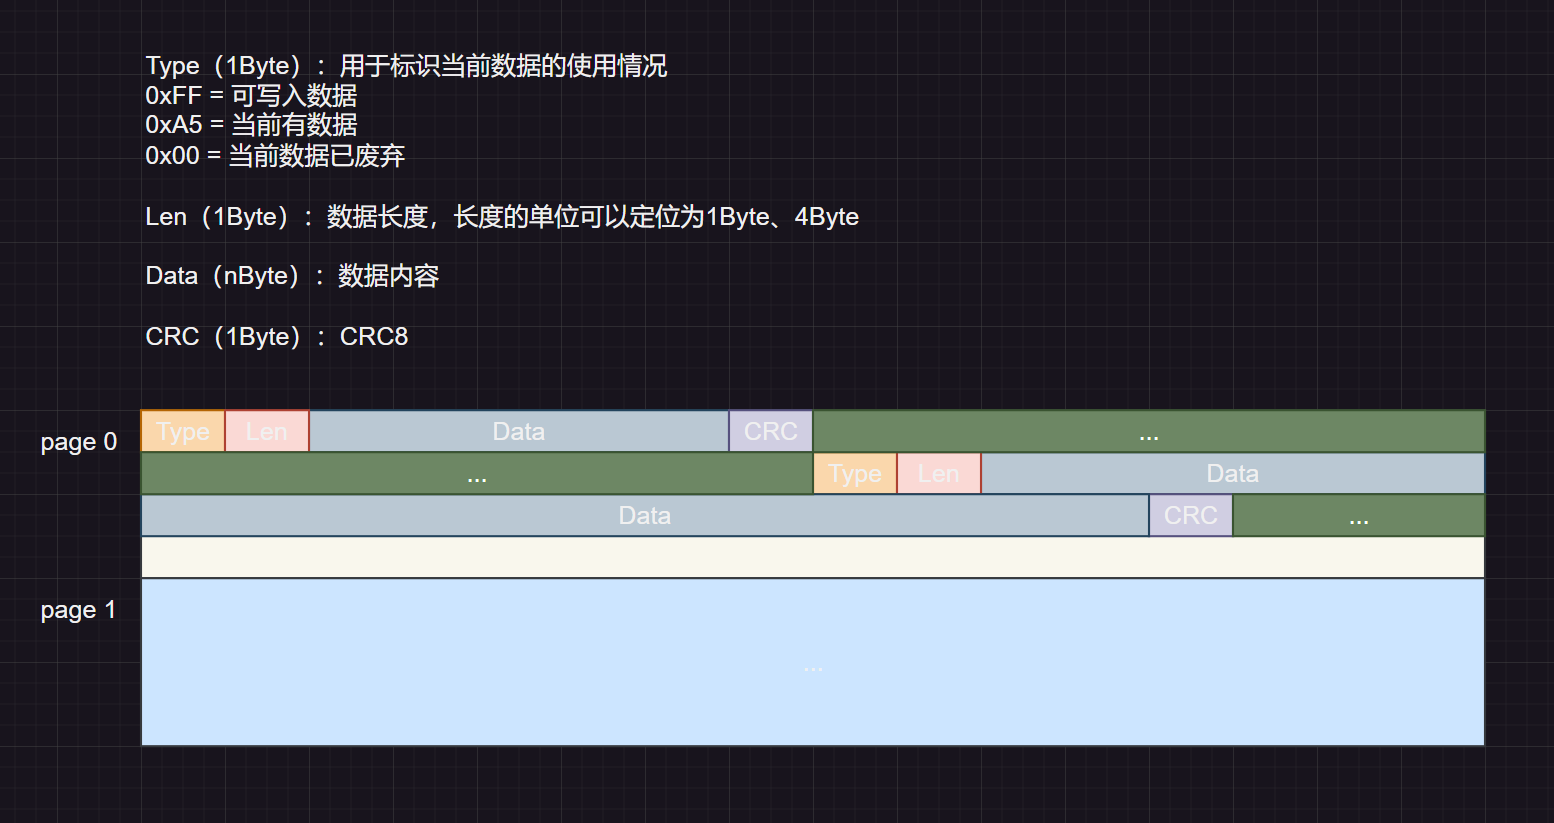 Type（1Byte）：用于标识当前数据的使用情况
0xFF = 可写入数据
0xA5 = 当前有数据
0x00 = 当前数据已废弃
Len（1Byte）：数据长度，长度的单位可以定位为1Byte、4Byte
Data（nByte）：数据内容
CRC（1Byte）：CRC8
page 0 Type Len Data CRC ...
... Type Len Data
Data CRC ...
page 1
...